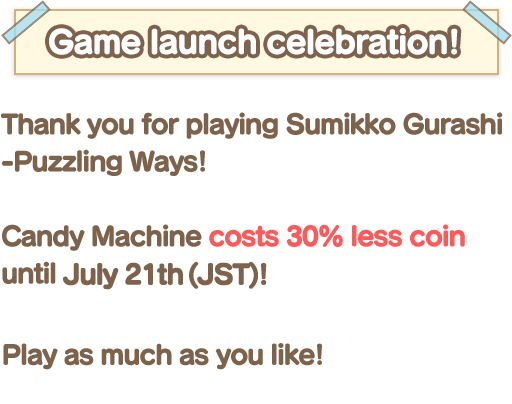 Game launch celebration!
Thank you for playing Sumikko Gurashi
-Puzzling Ways!
Candy Machine costs 30% less coin
until July 21th (JST)!
Play as much as you like!